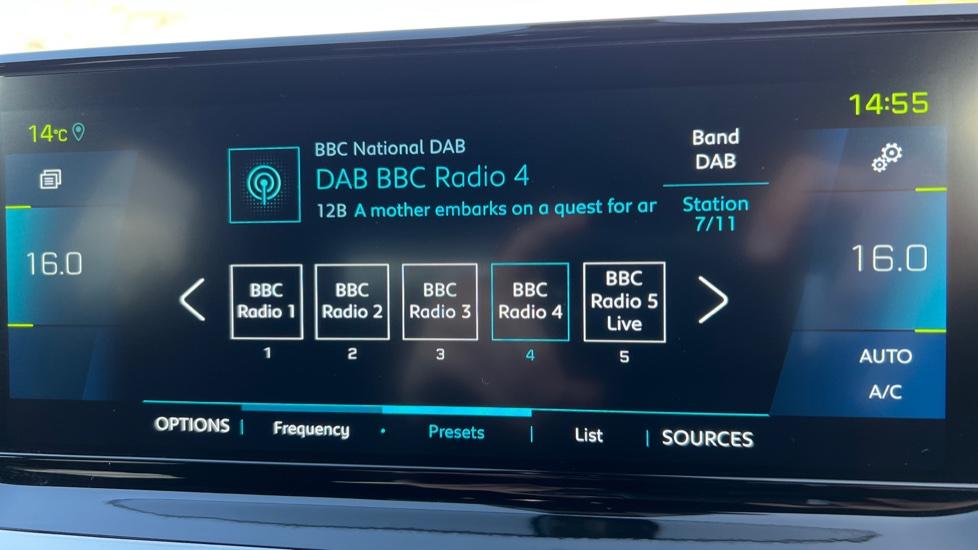 14°C
14:55
BBC National DAB
DAB BBC Radio 4
12B A mother embarks on a quest for ar
Band
DAB
Station
7/11
16.0
16.0
BBC
Radio 1
BBC
Radio 2
BBC
Radio 3
BBC
Radio 4
BBC
Radio 5
Live
1
2
3
4
5
AUTO
A/C
OPTIONS | Frequency • Presets | List | SOURCES